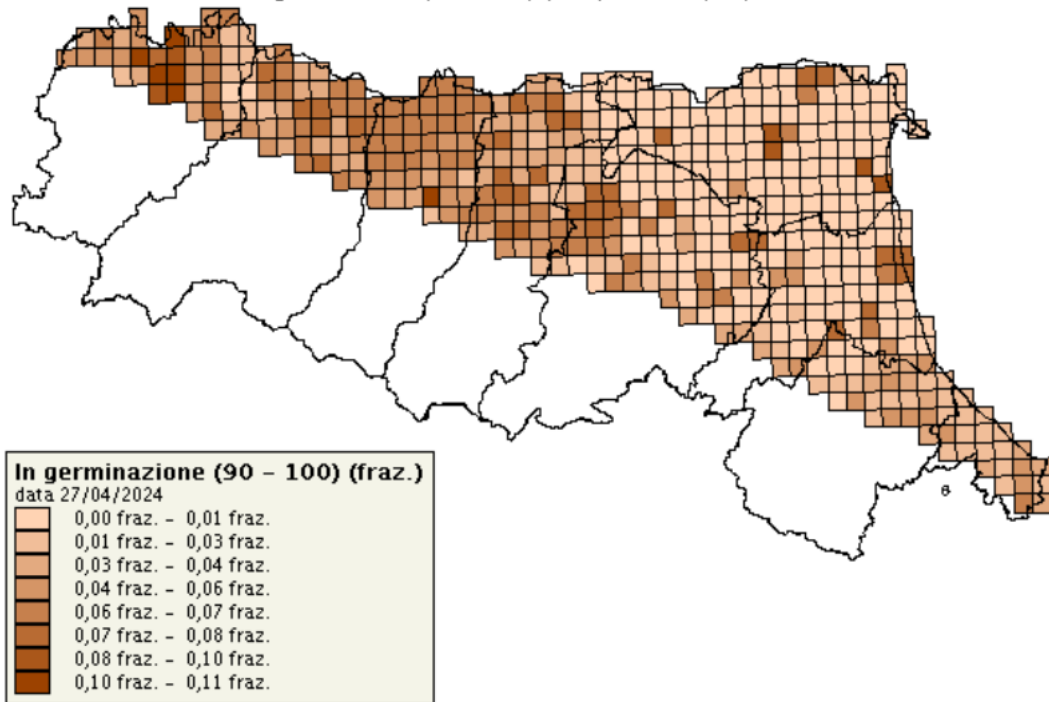 In germinazione (90 – 100) (fraz.)
data 27/04/2024
0,00 fraz. – 0,01 fraz.
0,01 fraz. – 0,03 fraz.
0,03 fraz. – 0,04 fraz.
0,04 fraz. – 0,06 fraz.
0,06 fraz. – 0,07 fraz.
0,07 fraz. – 0,08 fraz.
0,08 fraz. – 0,10 fraz.
0,10 fraz. – 0,11 fraz.